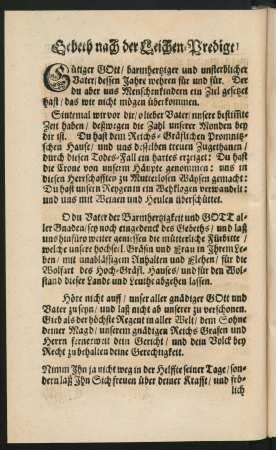 Gebeth nach der Leichen-Predigt/
GÜtiger GOtt/ barmhertziger und unsterblicher
Vater/ dessen Jahre wehren für und für. Der
du aber uns Menschenkindern ein Ziel gesetzet
hast/ das wir nicht mögen überkommen.
Sintemal wir vor dir/ o lieber Vater/ unsere bestim̃te
Zeit haben/ deßwegen die Zahl unserer Monden bey
dir ist. Du hast dem Reichs-Gräflichen Promnitz-
schen Hause/ und uns desselben treuen Zugethanen/
durch diesen Todes-Fall ein hartes erzeiget: Du hast
die Crone von unserm Häupte genommen: uns in
diesen Herrschafften zu Mutterlosen Wäysen gemacht:
Du hast unsern Reygen in ein Wehklagen verwandelt:
und uns mit Weinen und Heulen überschüttet.
O du Vater der Barmhertzigkeit und GOTT al-
ler Gnaden/ sey noch eingedenck des Gebeths/ und laß
uns hinfüro weiter geniessen die mütterliche Fürbitte/
welche unsere hochsel. Gräfin und Frau in Ihrem Le-
ben/ mit unabläßigem Anhalten und Flehen/ für die
Wolfart des Hoch-Gräfl. Hauses/ und für den Wol-
stand dieser Lande und Leuthe abgehen lassen.
Höre nicht auff/ unser aller gnädiger GOtt und
Vater zu seyn/ und laß nicht ab unserer zu verschonen.
Gieb als der höchste Regent in aller Welt/ dem Sohne
deiner Magd/ unserem gnädigen Reichs Grafen und
Herrn fernerweit dein Gericht/ und dein Volck bey
Recht zu behalten deine Gerechtigkeit.
Nimm Ihn ja nicht weg in der Helffte seiner Tage/ son-
dern laß Ihn Sich freuen über deiner Krafft/ und frö-
lich